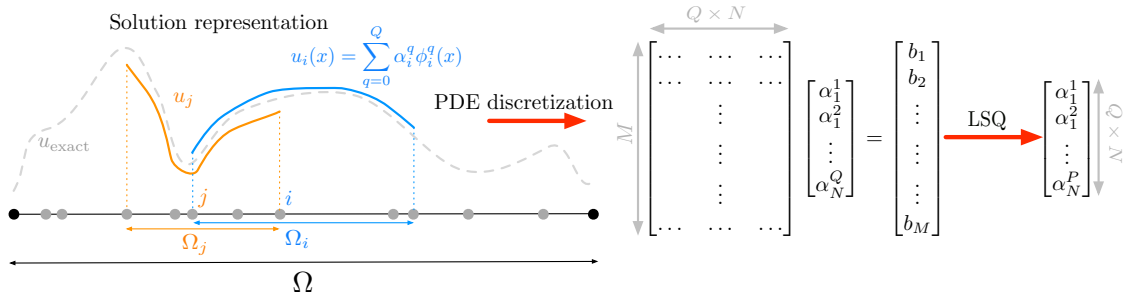 Solution representation
u_i(x) = \sum_{q=0}^{Q} \alpha_i^q \phi_i^q(x)
u_j
u_exact
j
i
Ω_j
Ω_i
Ω
PDE discretization
Q × N
M
... ... ...
... ... ...
⋮
⋮
⋮
... ... ...
α_1^1
α_1^2
⋮
α_N^Q
=
b_1
b_2
⋮
⋮
⋮
b_M
LSQ
α_1^1
α_1^2
⋮
α_N^P
Q × N